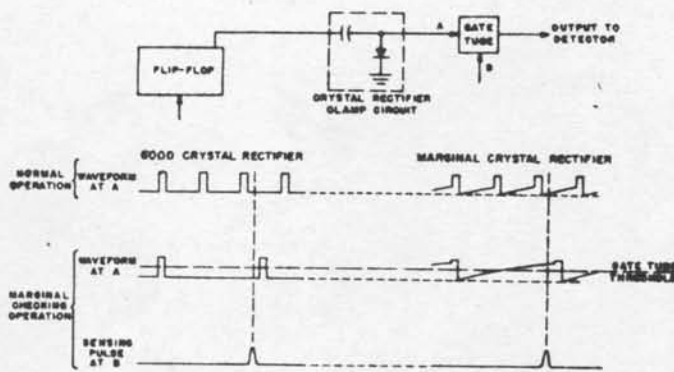 A
GATE
TUBE
OUTPUT TO
DETECTOR
FLIP-FLOP
B
CRYSTAL RECTIFIER
CLAMP CIRCUIT
GOOD CRYSTAL RECTIFIER
MARGINAL CRYSTAL RECTIFIER
NORMAL
OPERATION
WAVEFORM
AT A
MARGINAL
CHECKING
OPERATION
WAVEFORM
AT A
GATE TUBE
THRESHOLD
SENSING
PULSE
AT B